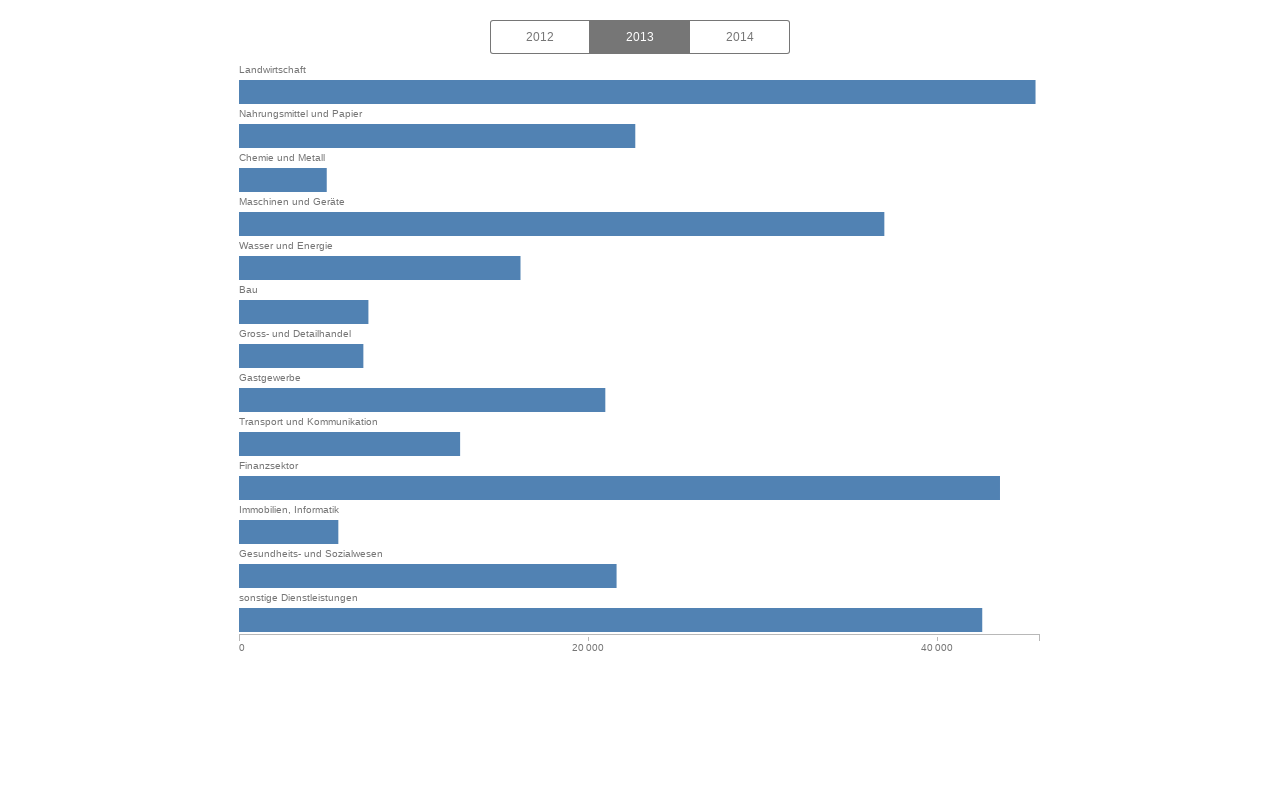 2012 2013 2014
Landwirtschaft
Nahrungsmittel und Papier
Chemie und Metall
Maschinen und Geräte
Wasser und Energie
Bau
Gross- und Detailhandel
Gastgewerbe
Transport und Kommunikation
Finanzsektor
Immobilien, Informatik
Gesundheits- und Sozialwesen
sonstige Dienstleistungen
0 20 000 40 000